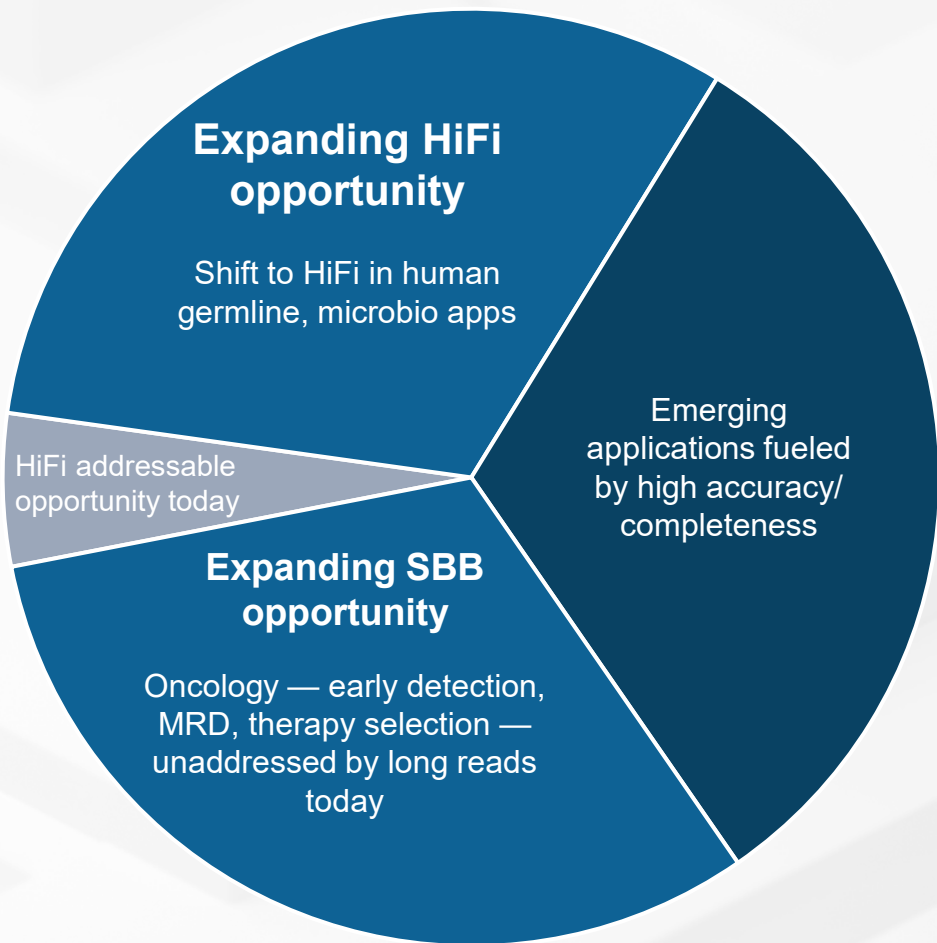 Expanding HiFi
opportunity
Shift to HiFi in human
germline, microbio apps
Emerging
applications fueled
by high accuracy/
completeness
HiFi addressable
opportunity today
Expanding SBB
opportunity
Oncology — early detection,
MRD, therapy selection —
unaddressed by long reads
today